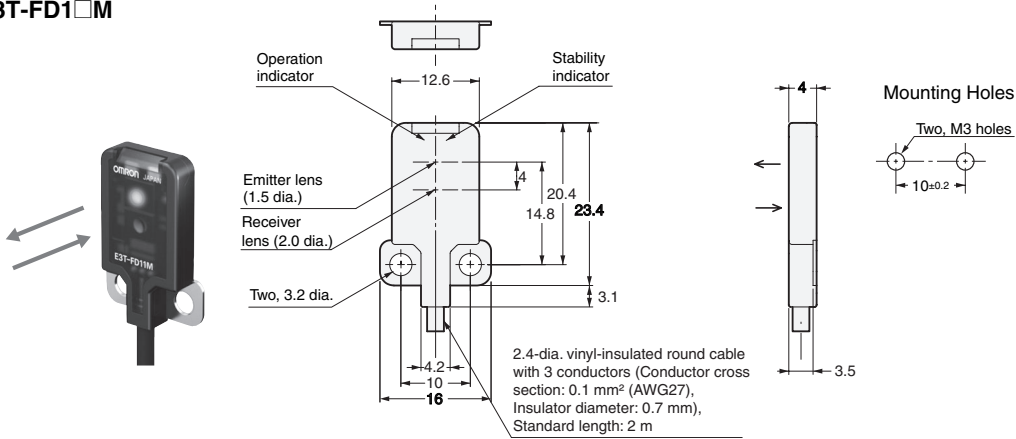 3T-FD1□M
Operation
indicator
Stability
indicator
12.6
4
Mounting Holes
Two, M3 holes
10±0.2
OMRON JAPAN
E3T-FD11M
Emitter lens
(1.5 dia.)
Receiver
lens (2.0 dia.)
Two, 3.2 dia.
4
20.4
14.8
23.4
3.1
4.2
10
16
2.4-dia. vinyl-insulated round cable
with 3 conductors (Conductor cross
section: 0.1 mm² (AWG27),
Insulator diameter: 0.7 mm),
Standard length: 2 m
3.5